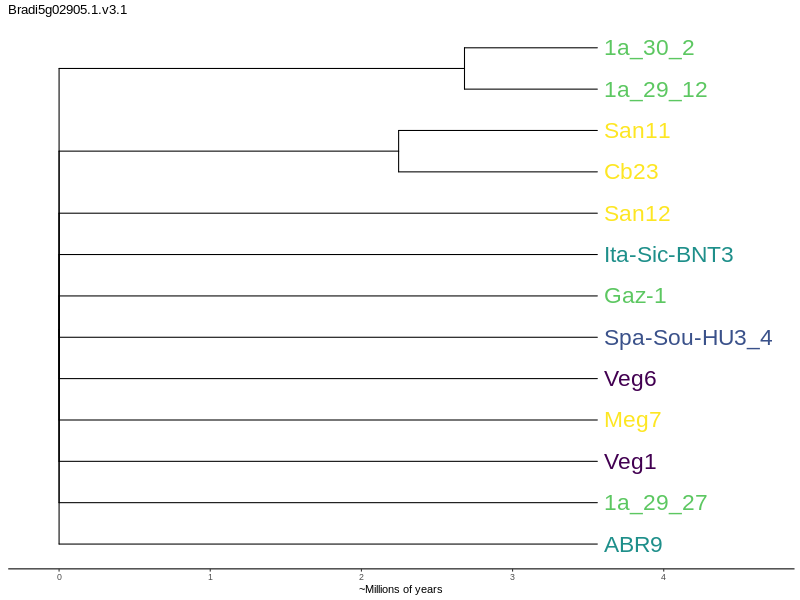 Bradi5g02905.1.v3.1
1a_30_2
1a_29_12
San11
Cb23
San12
Ita-Sic-BNT3
Gaz-1
Spa-Sou-HU3_4
Veg6
Meg7
Veg1
1a_29_27
ABR9
0 1 2 3 4
~Millions of years